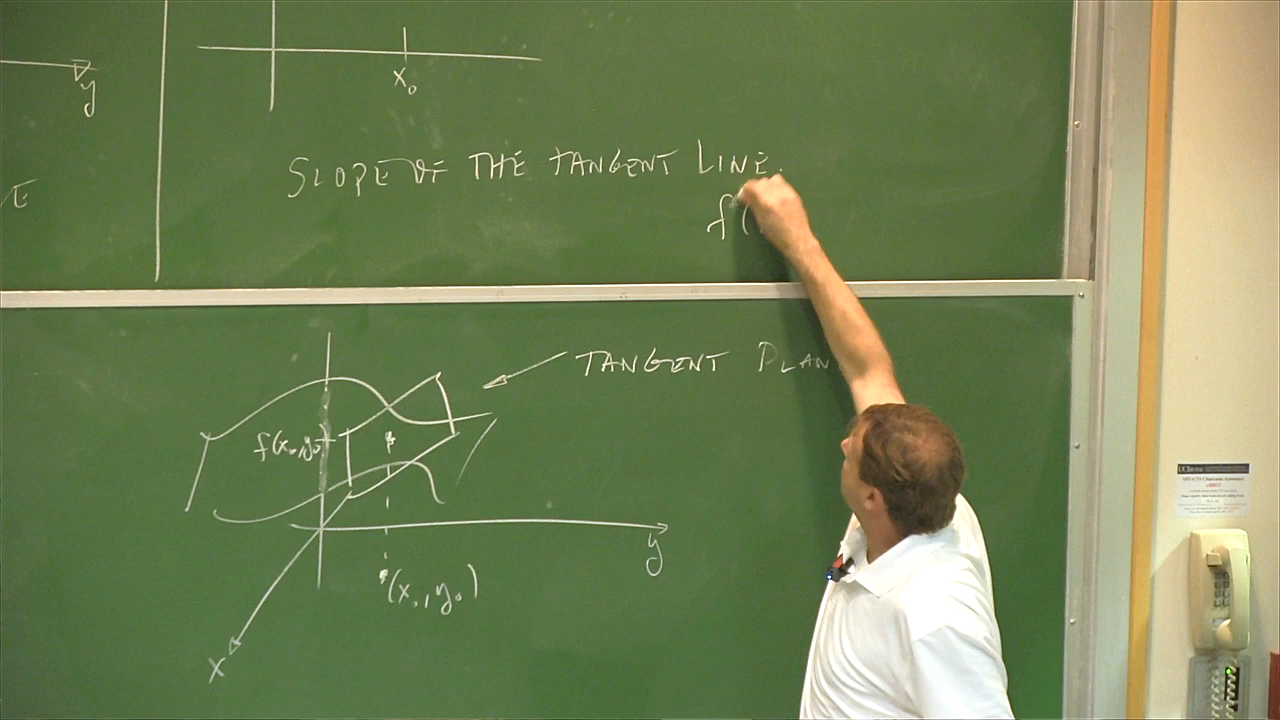 y
x₀
SLOPE OF THE TANGENT LINE.
f(
TANGENT PLAN
f(x₀,y₀)
y
(x₀,y₀)
x